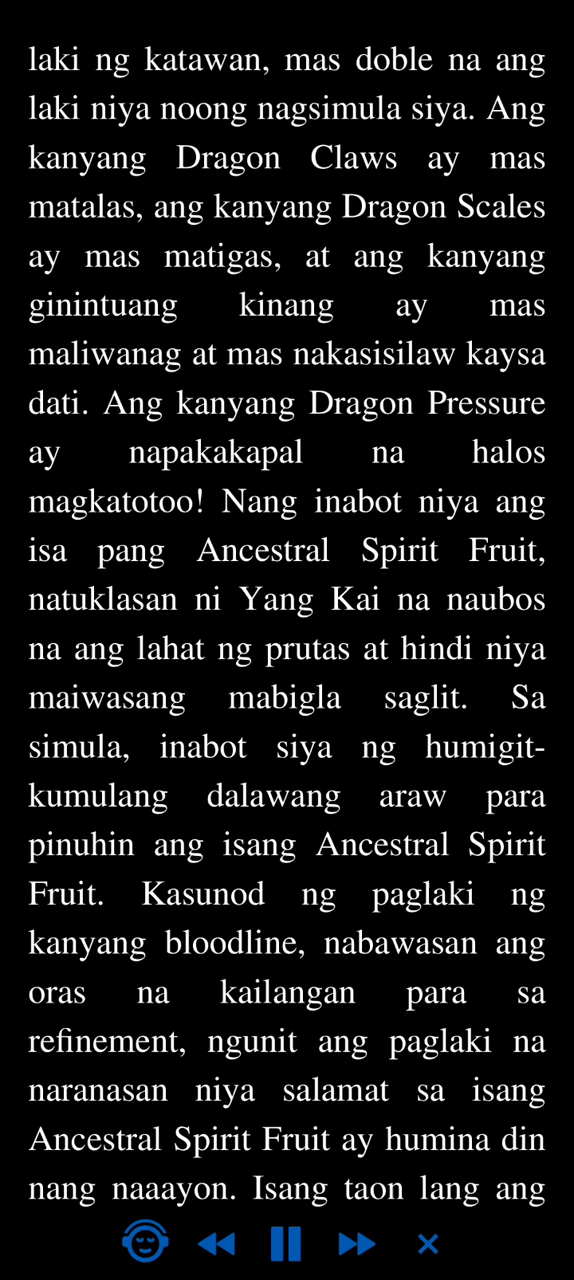 laki ng katawan, mas doble na ang
laki niya noong nagsimula siya. Ang
kanyang Dragon Claws ay mas
matalas, ang kanyang Dragon Scales
ay mas matigas, at ang kanyang
ginintuang kinang ay mas
maliwanag at mas nakasisilaw kaysa
dati. Ang kanyang Dragon Pressure
ay napakakapal na halos
magkatotoo! Nang inabot niya ang
isa pang Ancestral Spirit Fruit,
natuklasan ni Yang Kai na naubos
na ang lahat ng prutas at hindi niya
maiwasang mabigla saglit. Sa
simula, inabot siya ng humigit-
kumulang dalawang araw para
pinuhin ang isang Ancestral Spirit
Fruit. Kasunod ng paglaki ng
kanyang bloodline, nabawasan ang
oras na kailangan para sa
refinement, ngunit ang paglaki na
naranasan niya salamat sa isang
Ancestral Spirit Fruit ay humina din
nang naaayon. Isang taon lang ang